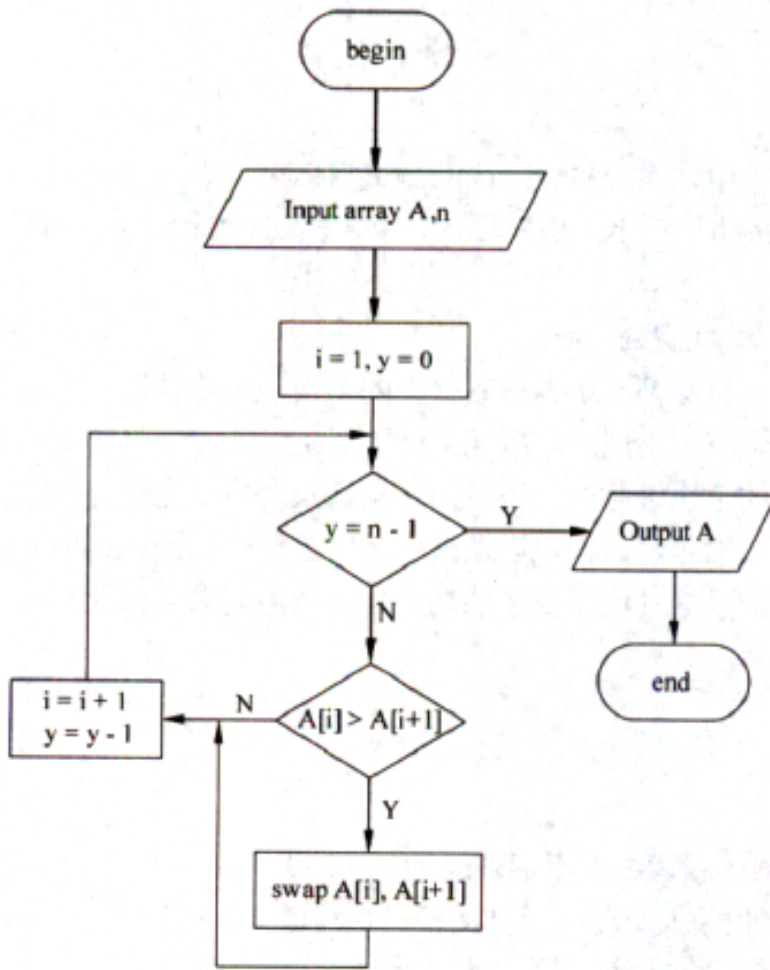 begin
Input array A,n
i = 1, y = 0
y = n - 1
Y
Output A
N
end
A[i] > A[i+1]
N
i = i + 1
y = y - 1
Y
swap A[i], A[i+1]